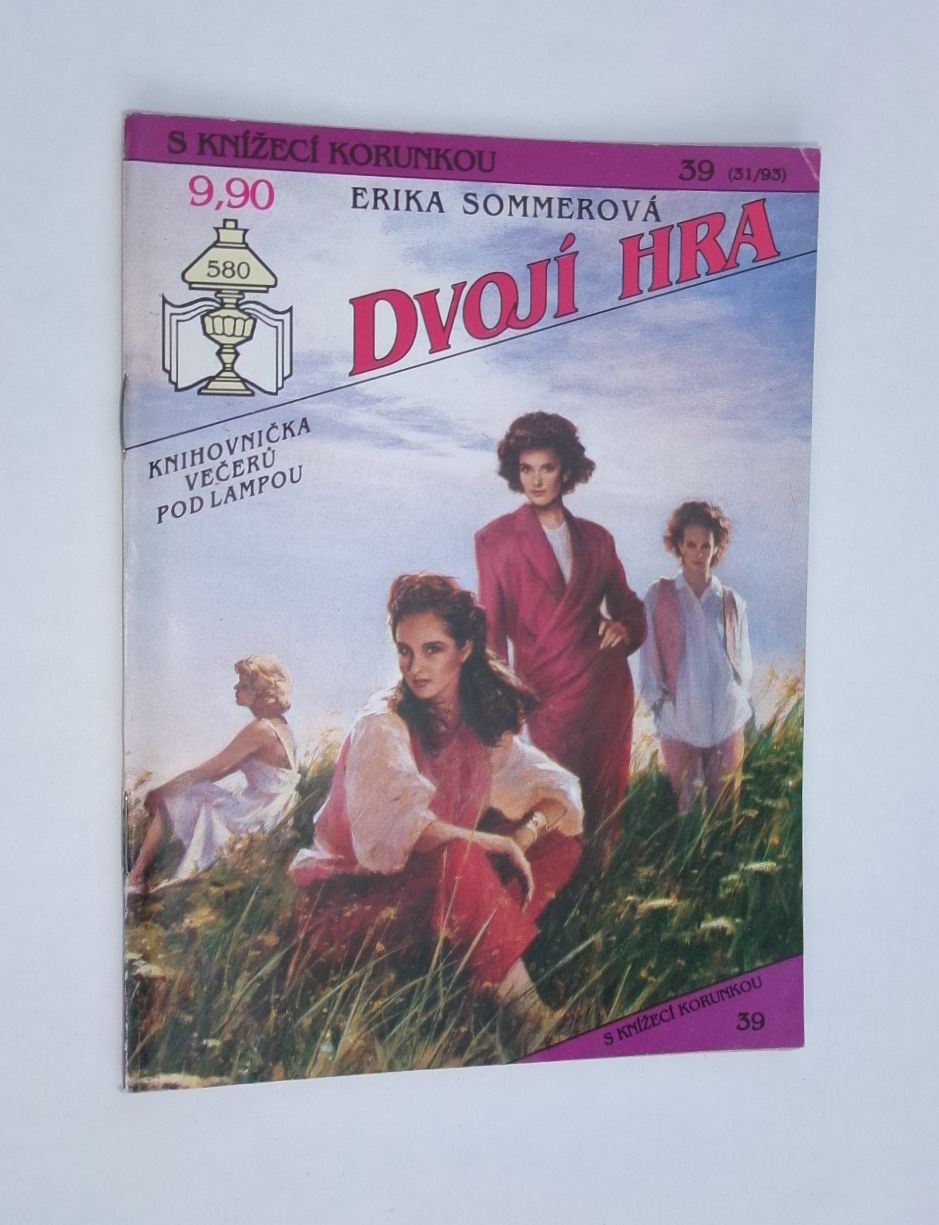 S KNÍŽECÍ KORUNKOU
39 (31/93)
9,90
ERIKA SOMMEROVÁ
DVOJÍ HRA
580
KNIHOVNIČKA
VEČERŮ
POD LAMPOU
S KNÍŽECÍ KORUNKOU
39